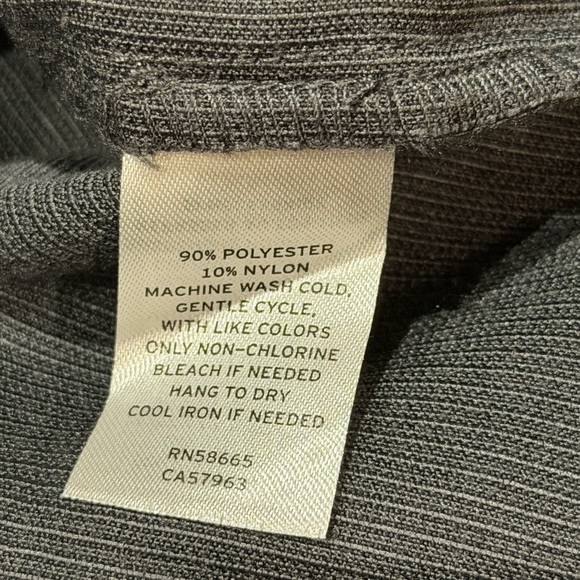 90% POLYESTER
10% NYLON
MACHINE WASH COLD,
GENTLE CYCLE,
WITH LIKE COLORS
ONLY NON-CHLORINE
BLEACH IF NEEDED
HANG TO DRY
COOL IRON IF NEEDED
RN58665
CA57963